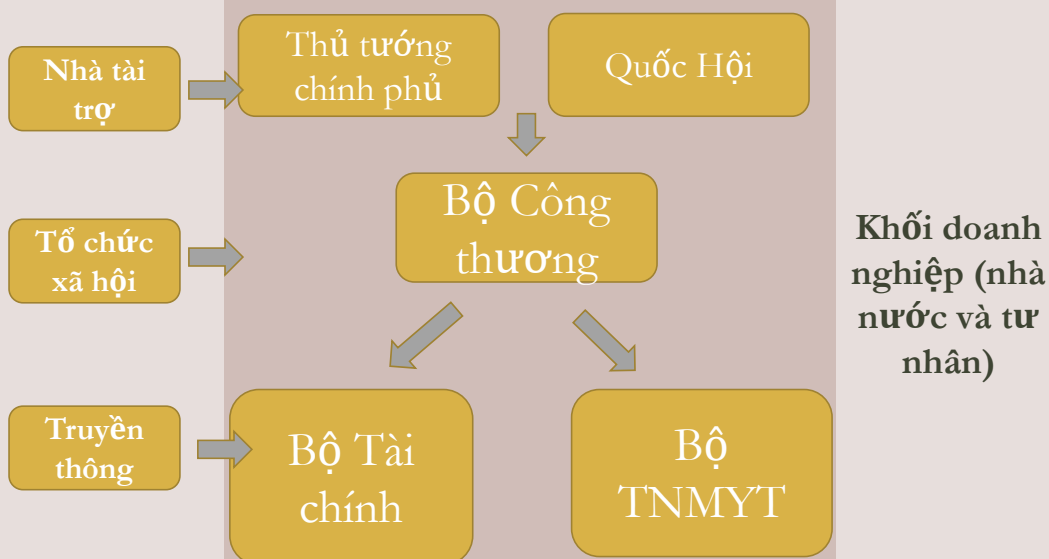 Nhà tài
trợ
Thủ tướng
chính phủ
Quốc Hội
Tổ chức
xã hội
Bộ Công
thương
Khối doanh
nghiệp (nhà
nước và tư
nhân)
Truyền
thông
Bộ Tài
chính
Bộ
TNMYT